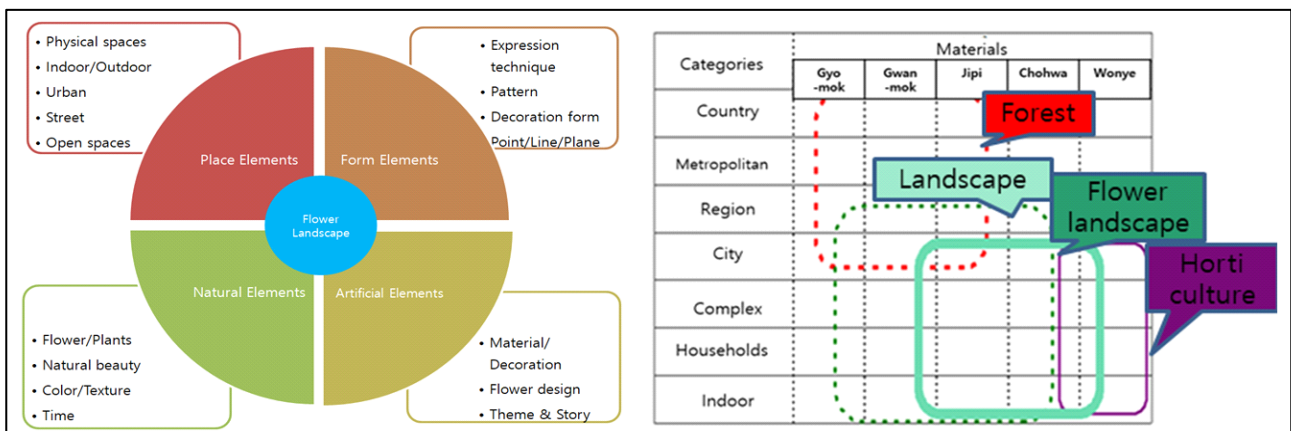 • Physical spaces
• Indoor/Outdoor
• Urban
• Street
• Open spaces
• Expression
technique
• Pattern
• Decoration form
• Point/Line/Plane
Place Elements
Form Elements
Flower
Landscape
Natural Elements
Artificial Elements
• Flower/Plants
• Natural beauty
• Color/Texture
• Time
• Material/
Decoration
• Flower design
• Theme & Story
Categories
Materials
Gyo
-mok
Gwan
-mok
Jipi
Chohwa
Wonye
Country
Metropolitan
Region
City
Complex
Households
Indoor
Forest
Landscape
Flower
landscape
Horti
culture